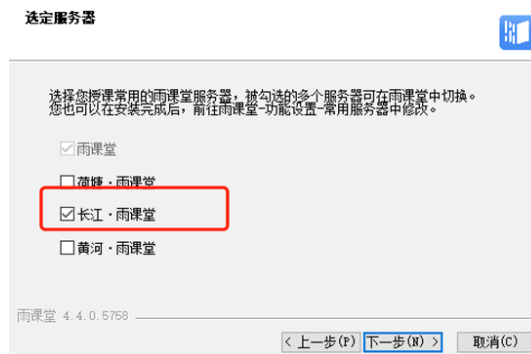 选定服务器
选择您授课常用的雨课堂服务器，被勾选的多个服务器可在雨课堂中切换。
您也可以在安装完成后，前往雨课堂-功能设置-常用服务器中修改。
雨课堂
荷塘·雨课堂
长江·雨课堂
黄河·雨课堂
雨课堂 4.4.0.5758
< 上一步(P) 下一步(N) > 取消(C)